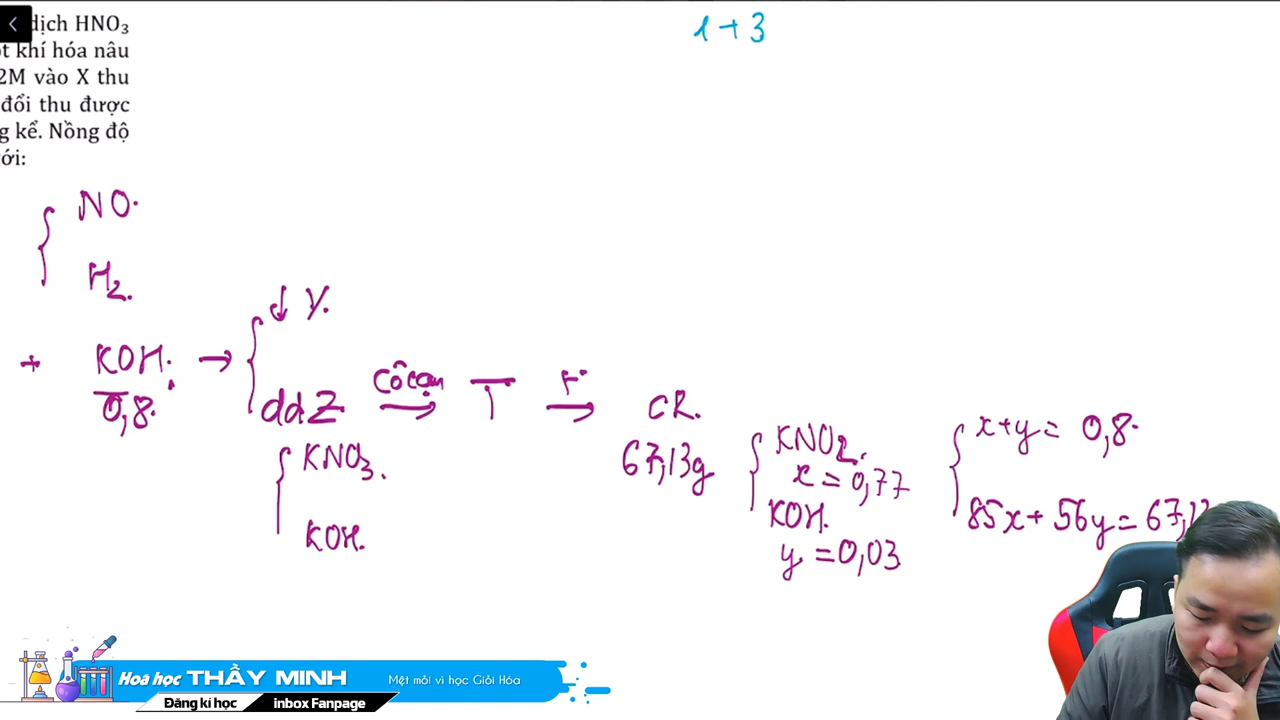 dịch HNO₃
khí hóa nâu
2M vào X thu
đổi thu được
kể. Nồng độ
với:
1+3
NO.
H₂.
+ KOH. →
0,8.
↓ Y.
ddZ. cô cạn → T → CR.
KNO₃.
KOH.
67,13g
KNO₂.
x = 0,77
KOH.
y = 0,03
x+y = 0,8.
85x + 56y = 67,1
Hoá học THẦY MINH
Mệt mỏi vì học Giỏi Hóa
Đăng kí học
inbox Fanpage